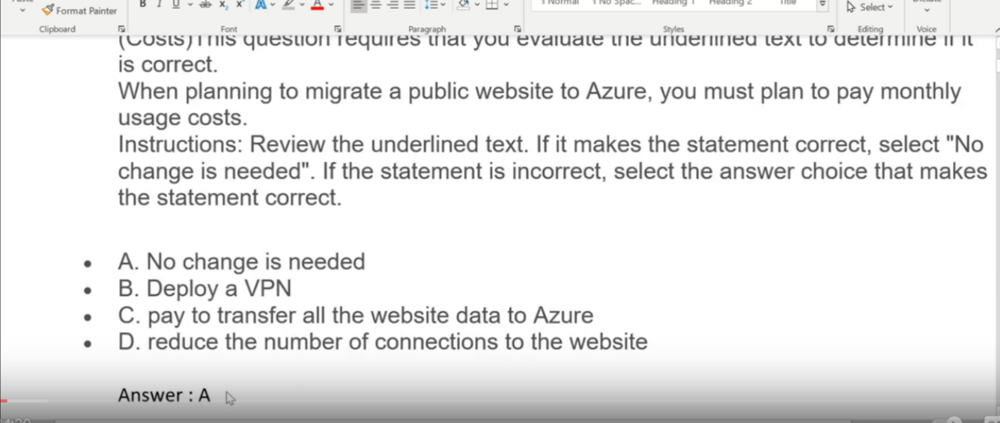 Format Painter
B I U ab x₂ x² A A
1 Normal 1 No Spac... Heading 1 Heading 2 Title
Select
Clipboard Font Paragraph Styles Editing Voice
(Costs)This question requires that you evaluate the underlined text to determine if it
is correct.
When planning to migrate a public website to Azure, you must plan to pay monthly
usage costs.
Instructions: Review the underlined text. If it makes the statement correct, select "No
change is needed". If the statement is incorrect, select the answer choice that makes
the statement correct.
• A. No change is needed
• B. Deploy a VPN
• C. pay to transfer all the website data to Azure
• D. reduce the number of connections to the website
Answer : A